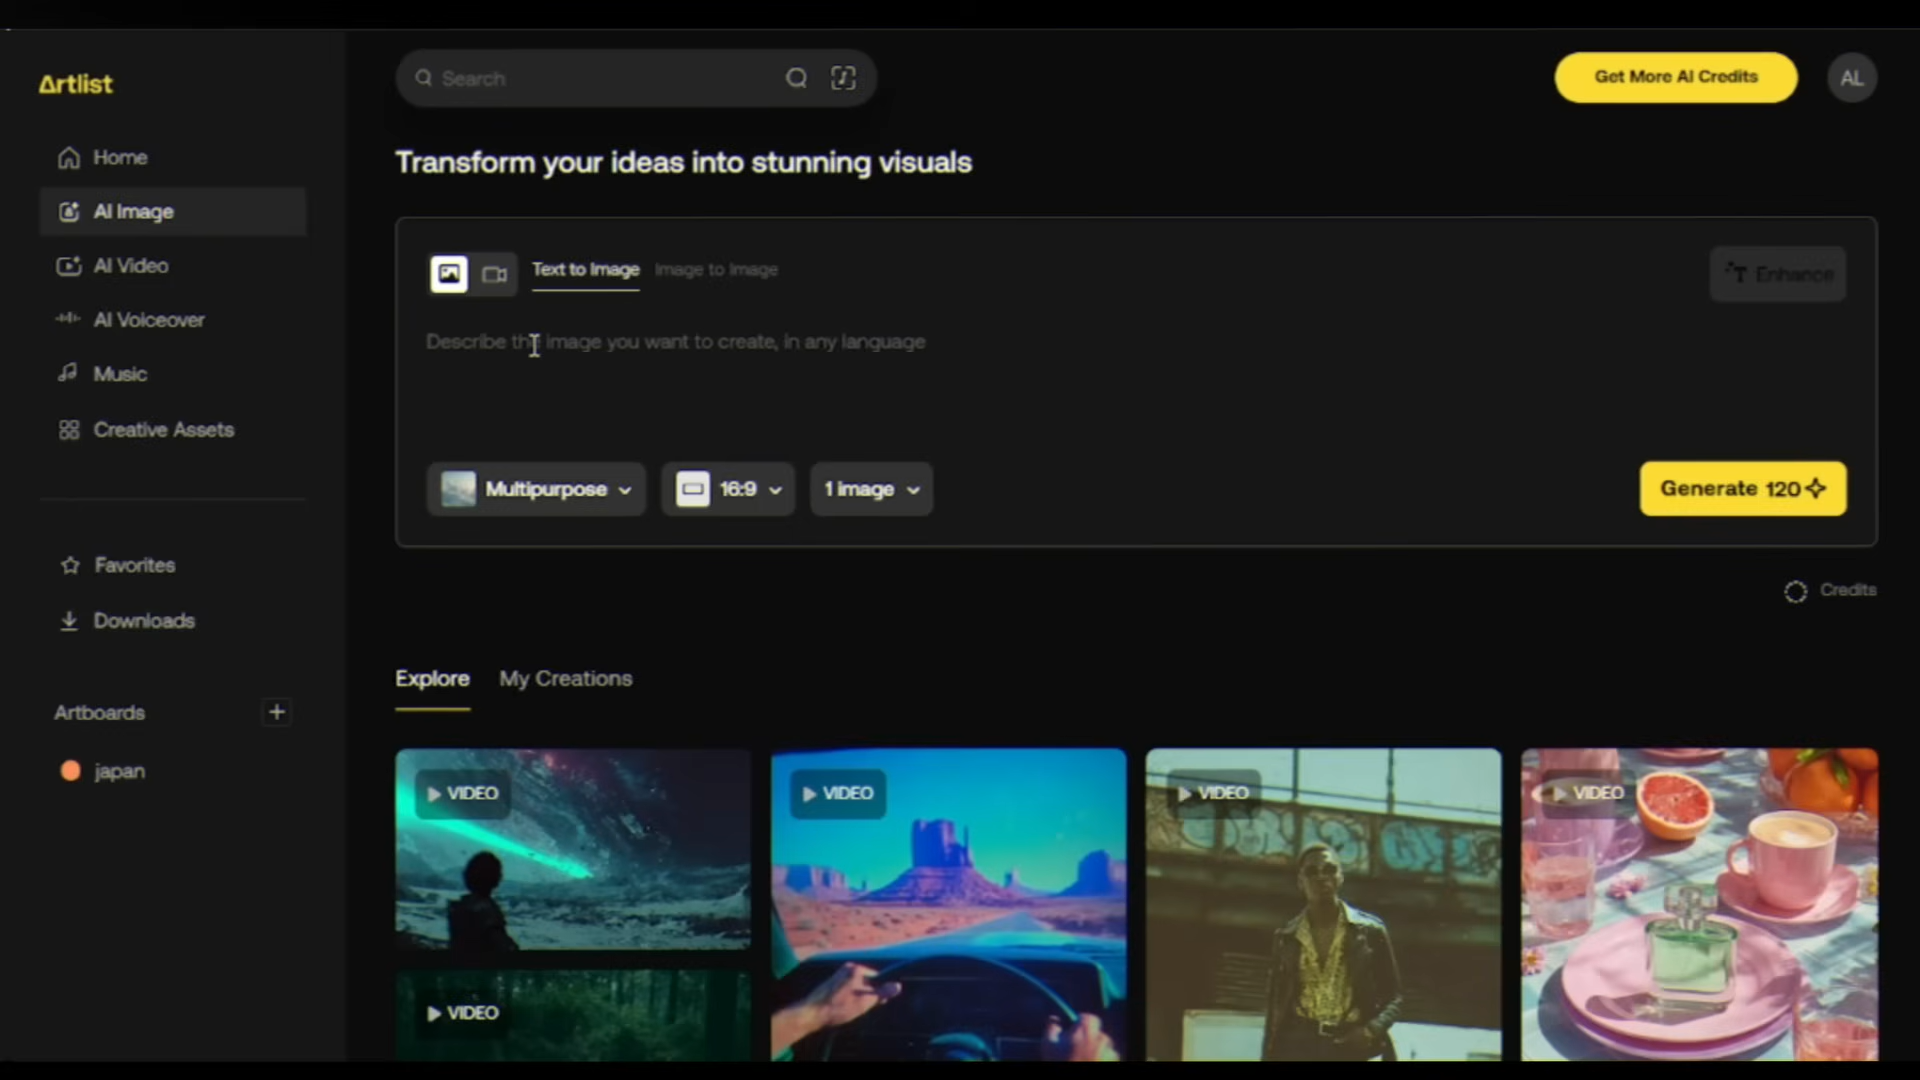 Artlist
Search
Get More AI Credits
AL
Home
AI Image
AI Video
AI Voiceover
Music
Creative Assets
Favorites
Downloads
Artboards
japan
Transform your ideas into stunning visuals
Text to Image
Image to Image
Enhance
Describe the image you want to create, in any language
Multipurpose
16:9
1 image
Generate 120
Credits
Explore
My Creations
VIDEO
VIDEO
VIDEO
VIDEO
VIDEO